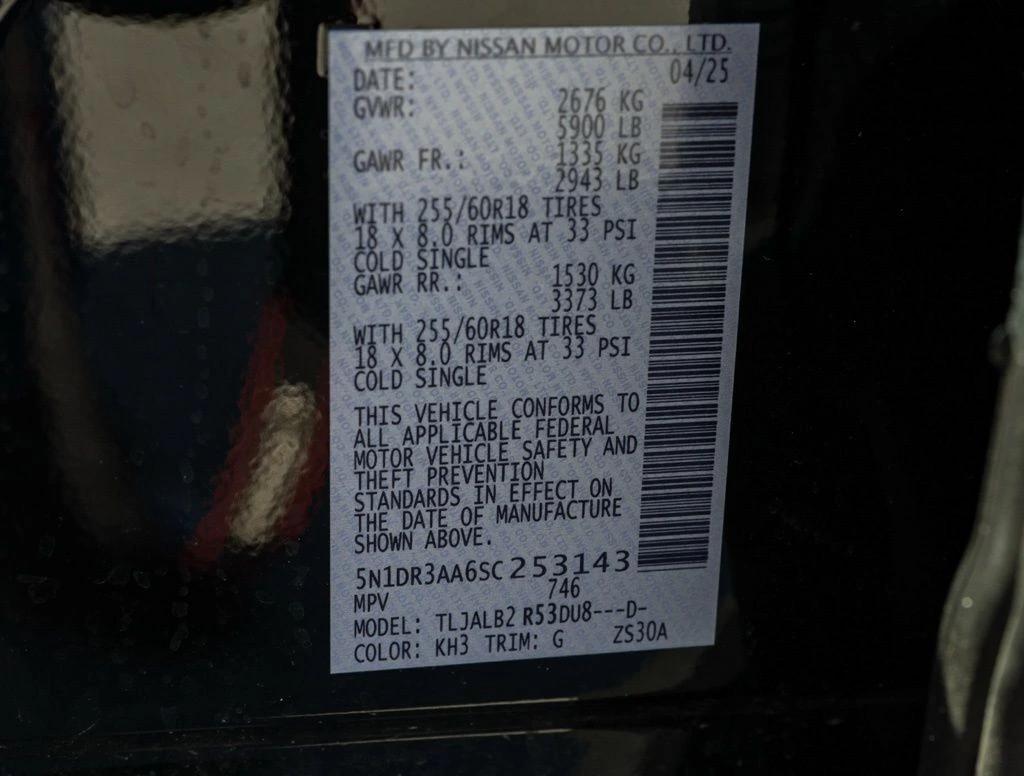 MFD BY NISSAN MOTOR CO., LTD.
DATE: 04/25
GVWR: 2676 KG
5900 LB
GAWR FR.: 1335 KG
2943 LB
WITH 255/60R18 TIRES
18 X 8.0 RIMS AT 33 PSI
COLD SINGLE
GAWR RR.: 1530 KG
3373 LB
WITH 255/60R18 TIRES
18 X 8.0 RIMS AT 33 PSI
COLD SINGLE
THIS VEHICLE CONFORMS TO
ALL APPLICABLE FEDERAL
MOTOR VEHICLE SAFETY AND
THEFT PREVENTION
STANDARDS IN EFFECT ON
THE DATE OF MANUFACTURE
SHOWN ABOVE.
5N1DR3AA6SC253143
MPV 746
MODEL: TLJALB2 R53DU8---D-
COLOR: KH3 TRIM: G ZS30A